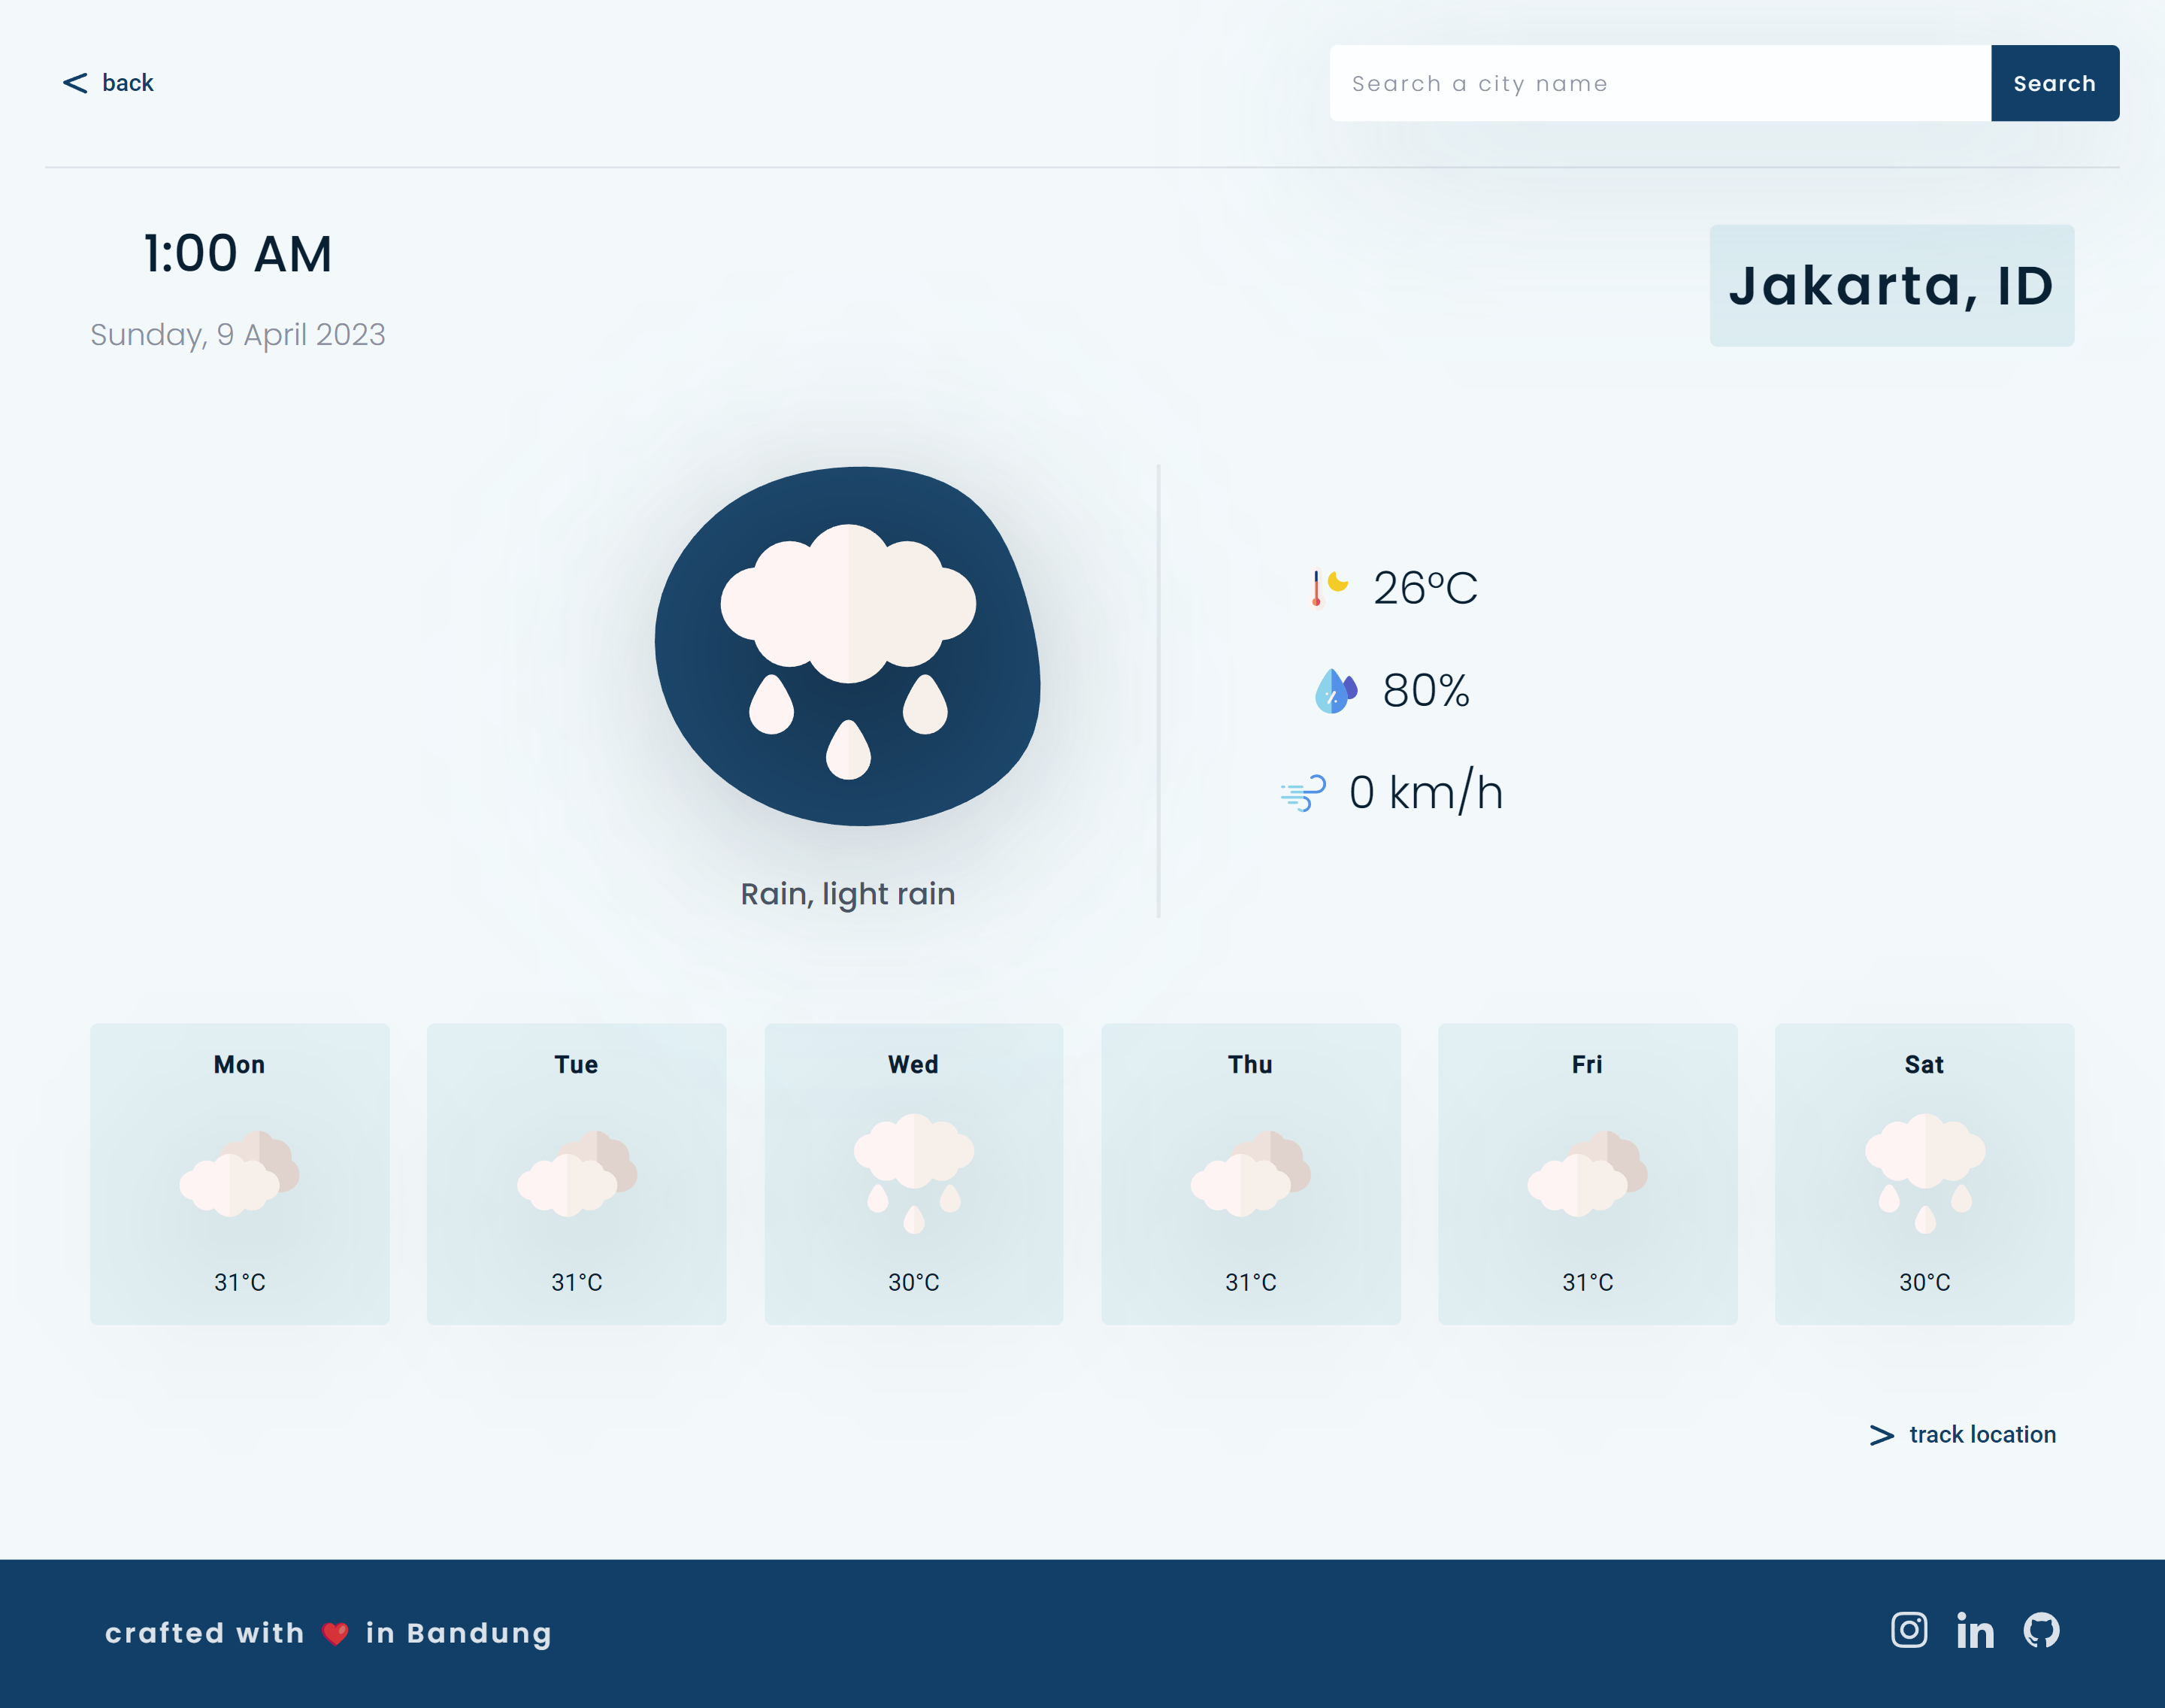 < back
Search a city name
Search
1:00 AM
Sunday, 9 April 2023
Jakarta, ID
26°C
80%
0 km/h
Rain, light rain
Mon
31°C
Tue
31°C
Wed
30°C
Thu
31°C
Fri
31°C
Sat
30°C
> track location
crafted with ❤️ in Bandung
in